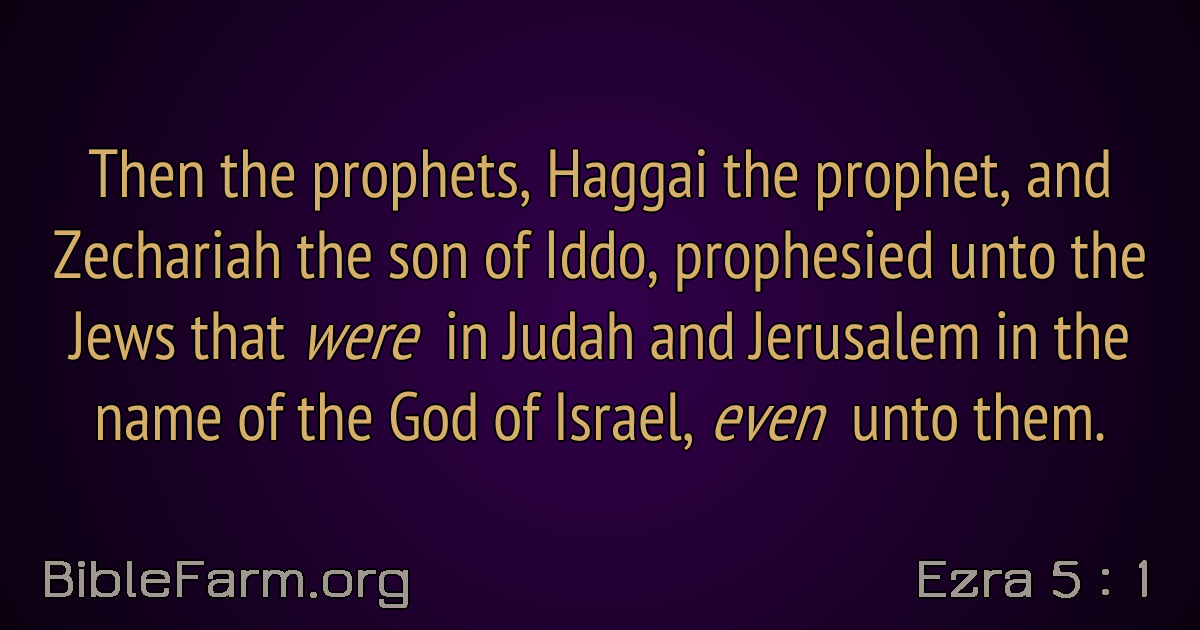 Then the prophets, Haggai the prophet, and
Zechariah the son of Iddo, prophesied unto the
Jews that were in Judah and Jerusalem in the
name of the God of Israel, even unto them.
BibleFarm.org
Ezra 5 : 1